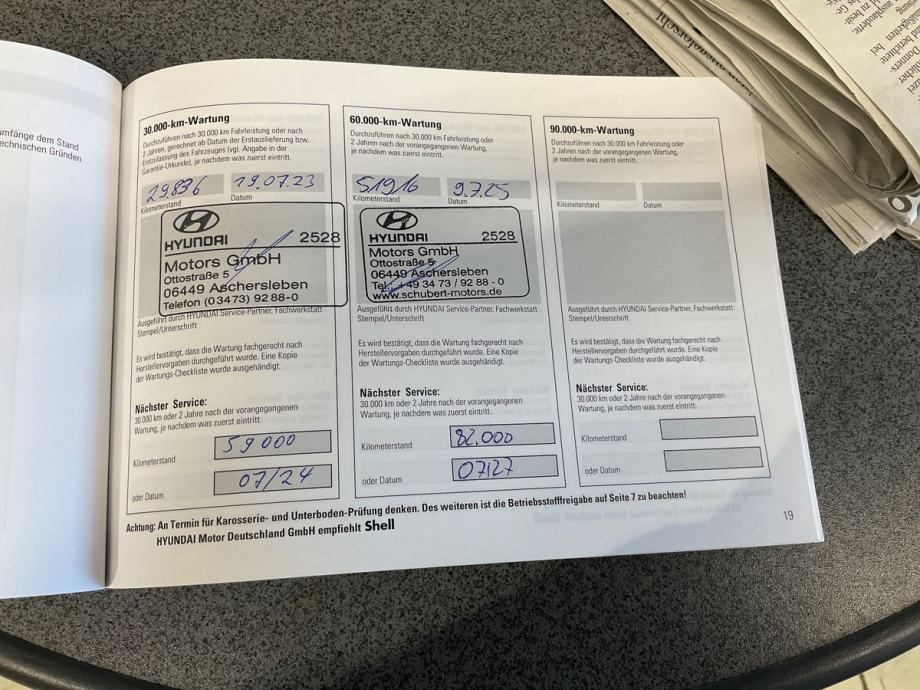 mfänge dem Stand
echnischen Gründen
30.000-km-Wartung
Durchzuführen nach 30.000 km Fahrleistung oder nach
2 Jahren, gerechnet ab Datum der Erstauslieferung bzw.
Erstzulassung des Fahrzeuges (vgl. Angabe in der
Garantie-Urkunde), je nachdem was zuerst eintritt.
29.836 19.07.23
Kilometerstand Datum
HYUNDAI 2528
Motors GmbH
Ottostraße 5
06449 Aschersleben
Telefon (03473) 92 88-0
Ausgeführt durch HYUNDAI Service-Partner, Fachwerkstatt
Stempel/Unterschrift
Es wird bestätigt, dass die Wartung fachgerecht nach
Herstellervorgaben durchgeführt wurde. Eine Kopie
der Wartungs-Checkliste wurde ausgehändigt.
Nächster Service:
30.000 km oder 2 Jahre nach der vorangegangenen
Wartung, je nachdem was zuerst eintritt.
Kilometerstand 59 000
oder Datum 07/24
60.000-km-Wartung
Durchzuführen nach 30.000 km Fahrleistung oder
2 Jahren nach der vorangegangenen Wartung,
je nachdem was zuerst eintritt.
51916 9.7.25
Kilometerstand Datum
HYUNDAI 2528
Motors GmbH
Ottostraße 5
06449 Aschersleben
Tel.: +49 34 73 / 92 88 - 0
www.schubert-motors.de
Ausgeführt durch HYUNDAI Service-Partner, Fachwerkstatt
Stempel/Unterschrift
Es wird bestätigt, dass die Wartung fachgerecht nach
Herstellervorgaben durchgeführt wurde. Eine Kopie
der Wartungs-Checkliste wurde ausgehändigt.
Nächster Service:
30.000 km oder 2 Jahre nach der vorangegangenen
Wartung, je nachdem was zuerst eintritt.
Kilometerstand 82.000
oder Datum 07/27
90.000-km-Wartung
Durchzuführen nach 30.000 km Fahrleistung oder
2 Jahren nach der vorangegangenen Wartung,
je nachdem was zuerst eintritt.
Kilometerstand Datum
Ausgeführt durch HYUNDAI Service-Partner, Fachwerkstatt
Stempel/Unterschrift
Es wird bestätigt, dass die Wartung fachgerecht nach
Herstellervorgaben durchgeführt wurde. Eine Kopie
der Wartungs-Checkliste wurde ausgehändigt.
Nächster Service:
30.000 km oder 2 Jahre nach der vorangegangenen
Wartung, je nachdem was zuerst eintritt.
Kilometerstand
oder Datum
Achtung: An Termin für Karosserie- und Unterboden-Prüfung denken. Des weiteren ist die Betriebsstofffreigabe auf Seite 7 zu beachten!
HYUNDAI Motor Deutschland GmbH empfiehlt Shell
19